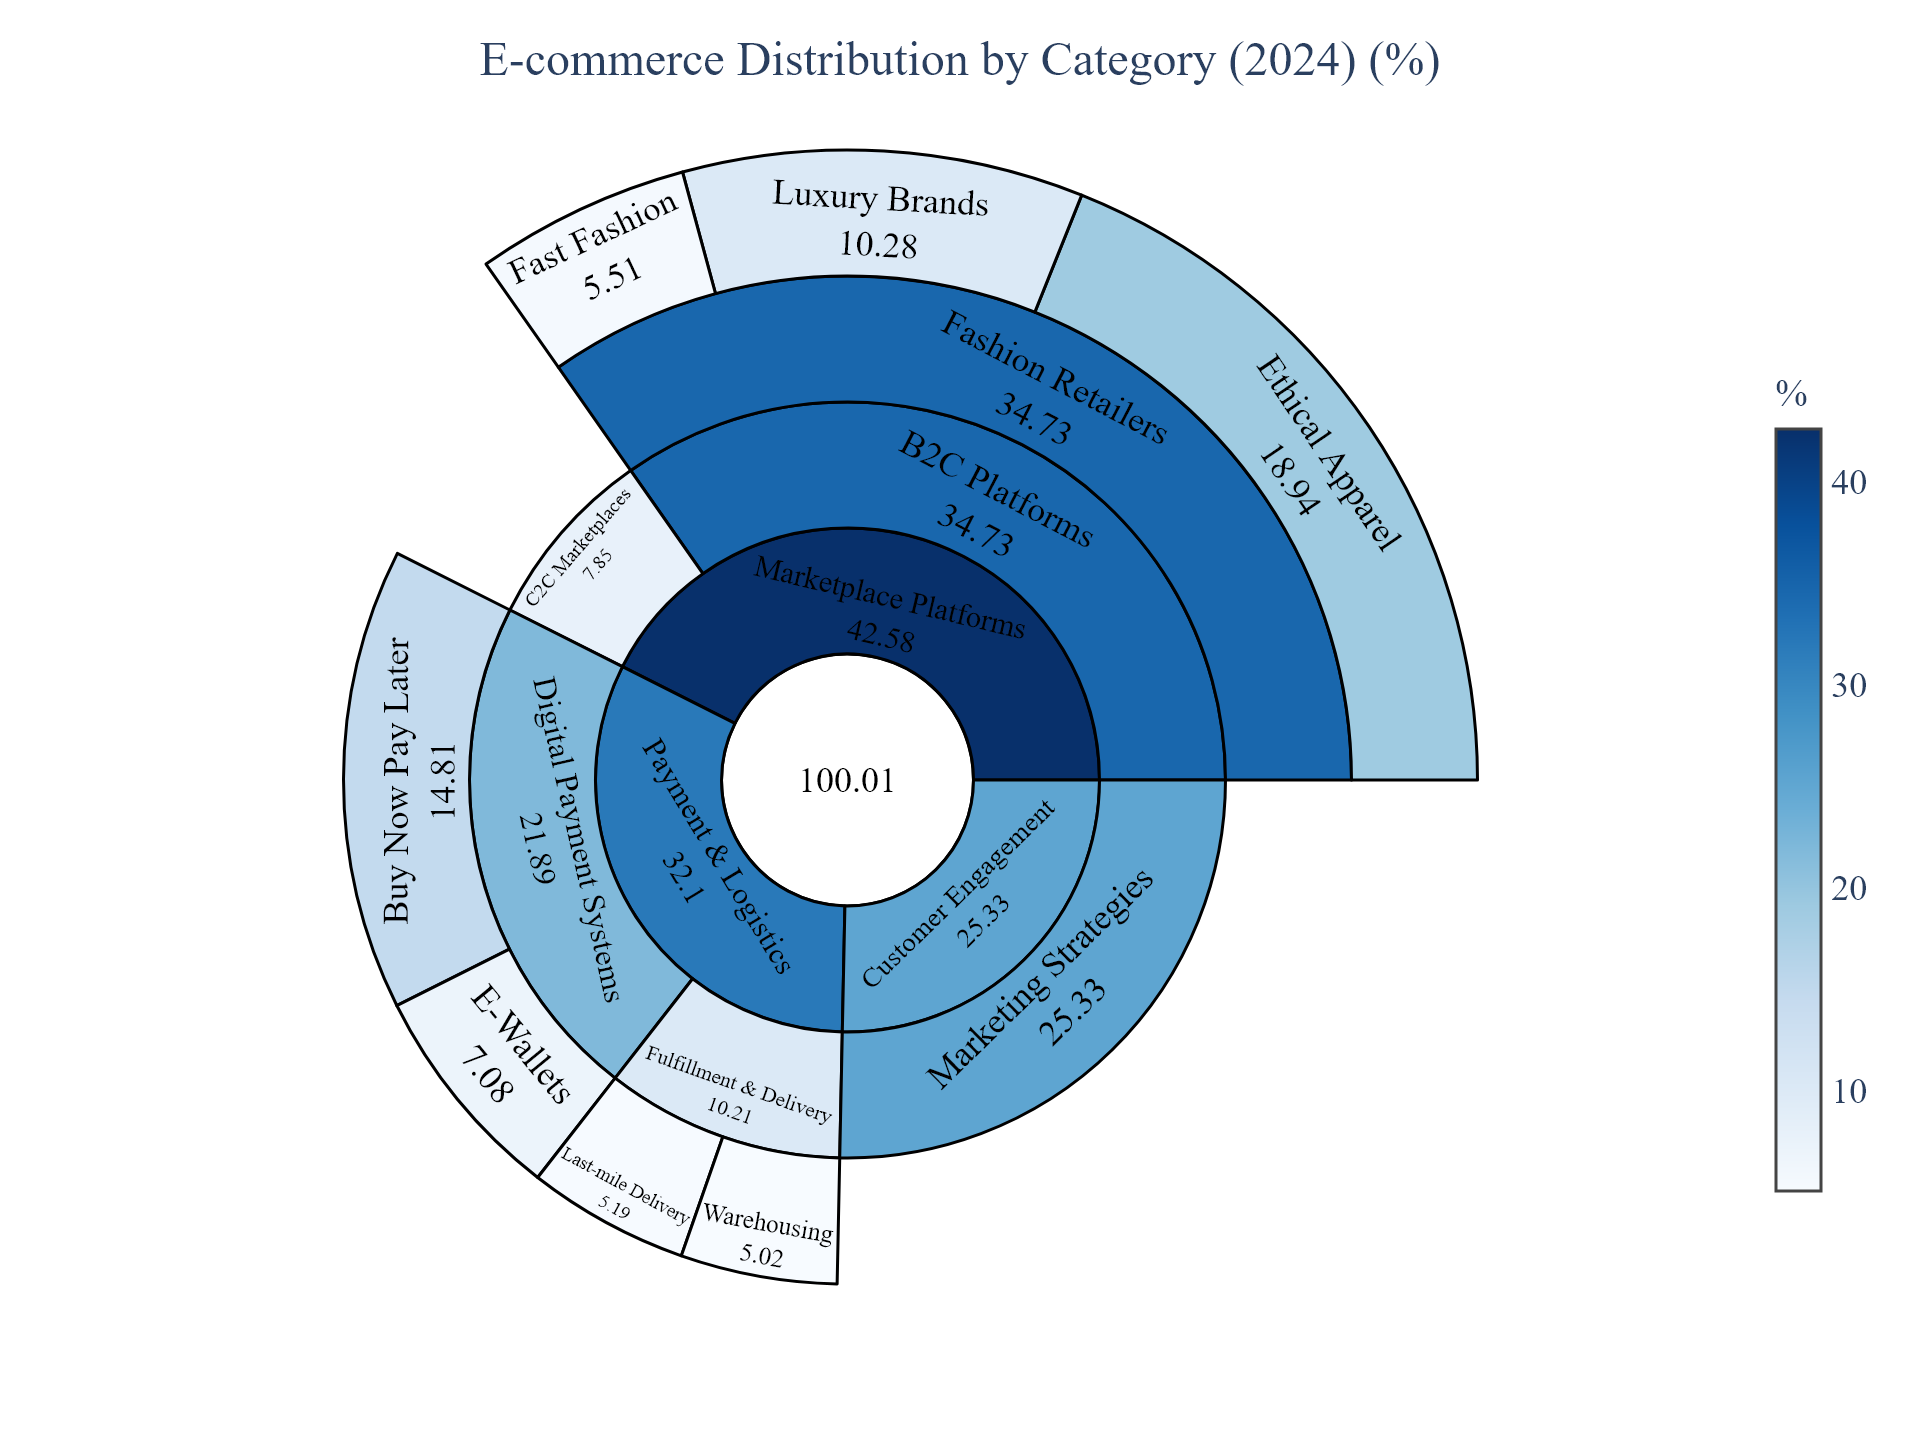 E-commerce Distribution by Category (2024) (%)
Luxury Brands
10.28
Fast Fashion
5.51
Fashion Retailers
34.73
Ethical Apparel
18.94
B2C Platforms
34.73
C2C Marketplaces
7.85
Marketplace Platforms
42.58
Buy Now Pay Later
14.81
Digital Payment Systems
21.89
Payment & Logistics
32.1
100.01
Customer Engagement
25.33
Marketing Strategies
25.33
E-Wallets
7.08
Fulfillment & Delivery
10.21
Last-mile Delivery
5.19
Warehousing
5.02
%
40
30
20
10